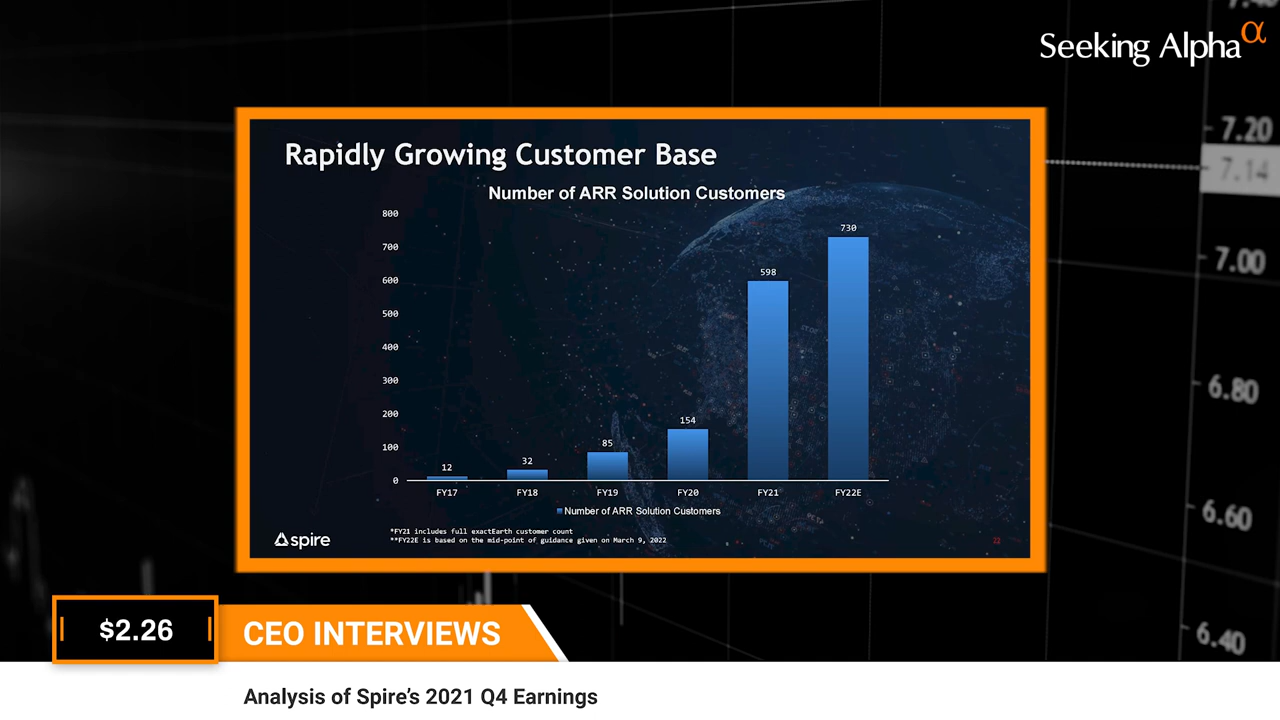 Seeking Alpha α
7.20
7.14
7.00
6.80
6.60
6.40
Rapidly Growing Customer Base
Number of ARR Solution Customers
800
700
600
500
400
300
200
100
0
12
32
85
154
598
730
FY17 FY18 FY19 FY20 FY21 FY22E
Number of ARR Solution Customers
*FY21 includes full exactEarth customer count
**FY22E is based on the mid-point of guidance given on March 9, 2022
spire
22
$2.26
CEO INTERVIEWS
Analysis of Spire’s 2021 Q4 Earnings